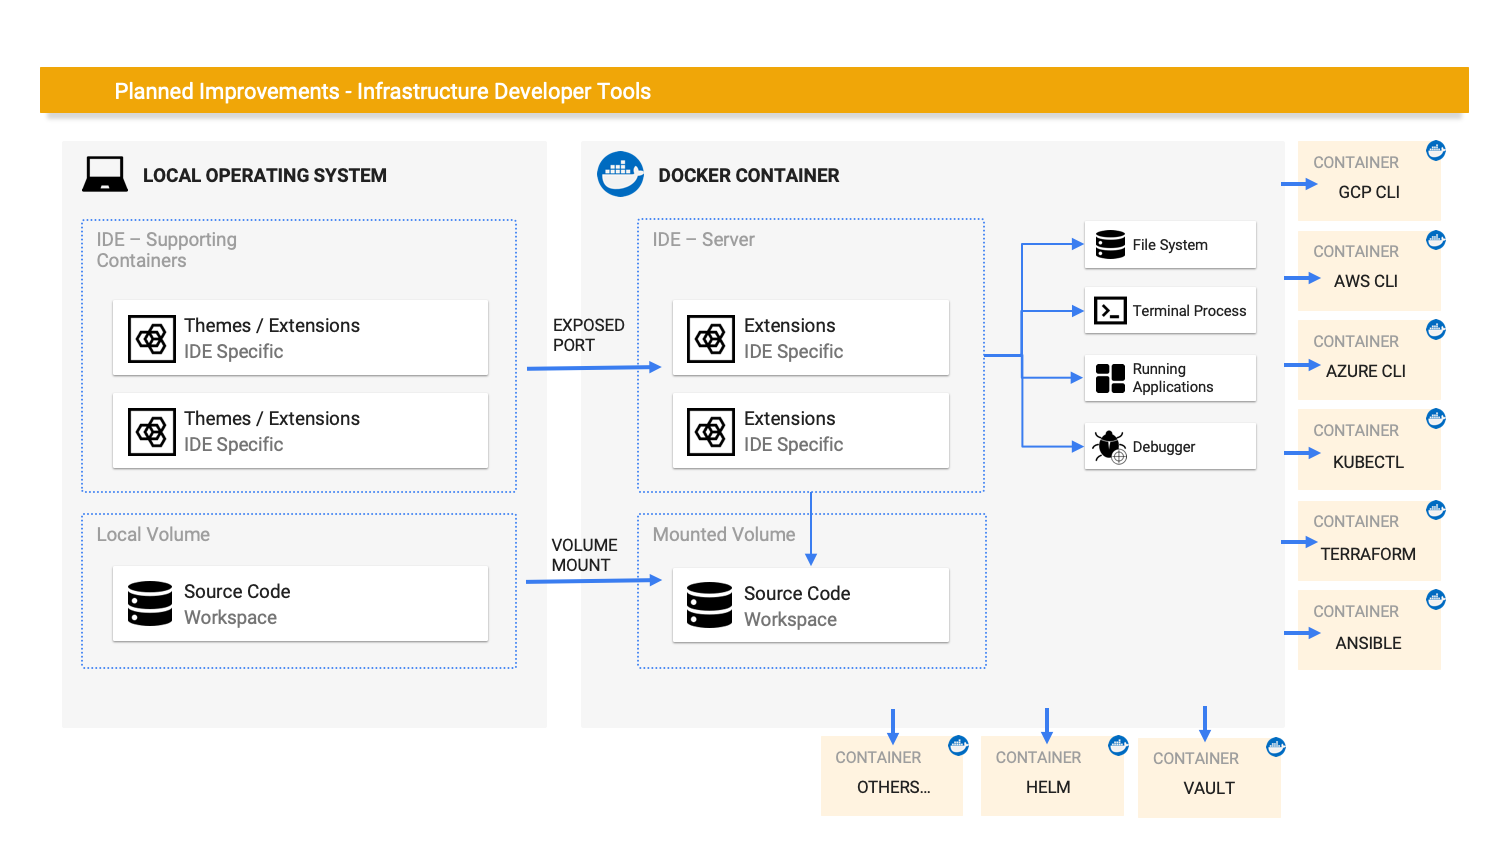 Planned Improvements - Infrastructure Developer Tools
LOCAL OPERATING SYSTEM
IDE – Supporting
Containers
Themes / Extensions
IDE Specific
Themes / Extensions
IDE Specific
Local Volume
Source Code
Workspace
EXPOSED
PORT
VOLUME
MOUNT
DOCKER CONTAINER
IDE – Server
Extensions
IDE Specific
Extensions
IDE Specific
Mounted Volume
Source Code
Workspace
File System
Terminal Process
Running
Applications
Debugger
CONTAINER
GCP CLI
CONTAINER
AWS CLI
CONTAINER
AZURE CLI
CONTAINER
KUBECTL
CONTAINER
TERRAFORM
CONTAINER
ANSIBLE
CONTAINER
OTHERS...
CONTAINER
HELM
CONTAINER
VAULT